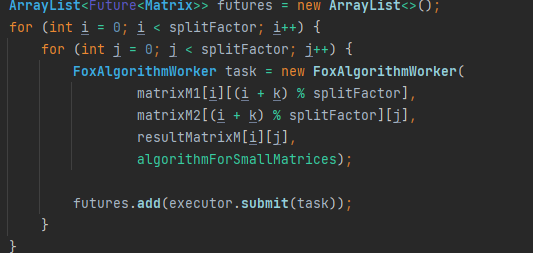 ArrayList<Future<Matrix>> futures = new ArrayList<>();
for (int i = 0; i < splitFactor; i++) {
    for (int j = 0; j < splitFactor; j++) {
        FoxAlgorithmWorker task = new FoxAlgorithmWorker(
                matrixM1[i][(i + k) % splitFactor],
                matrixM2[(i + k) % splitFactor][j],
                resultMatrixM[i][j],
                algorithmForSmallMatrices);
        futures.add(executor.submit(task));
    }
}